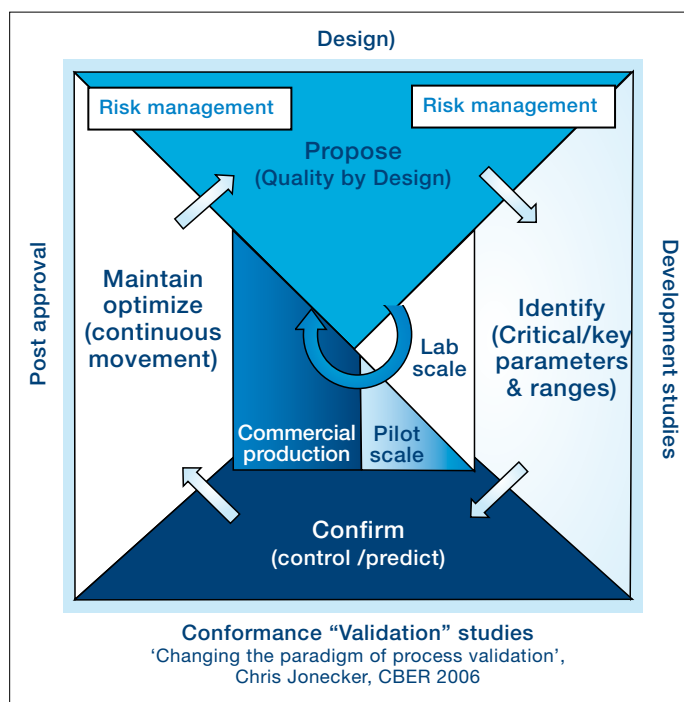 Design)
Risk management
Risk management
Propose
(Quality by Design)
Post approval
Maintain
optimize
(continuous
movement)
Lab
scale
Identify
(Critical/key
parameters
& ranges)
Development studies
Commercial
production
Pilot
scale
Confirm
(control /predict)
Conformance “Validation” studies
‘Changing the paradigm of process validation’,
Chris Jonecker, CBER 2006